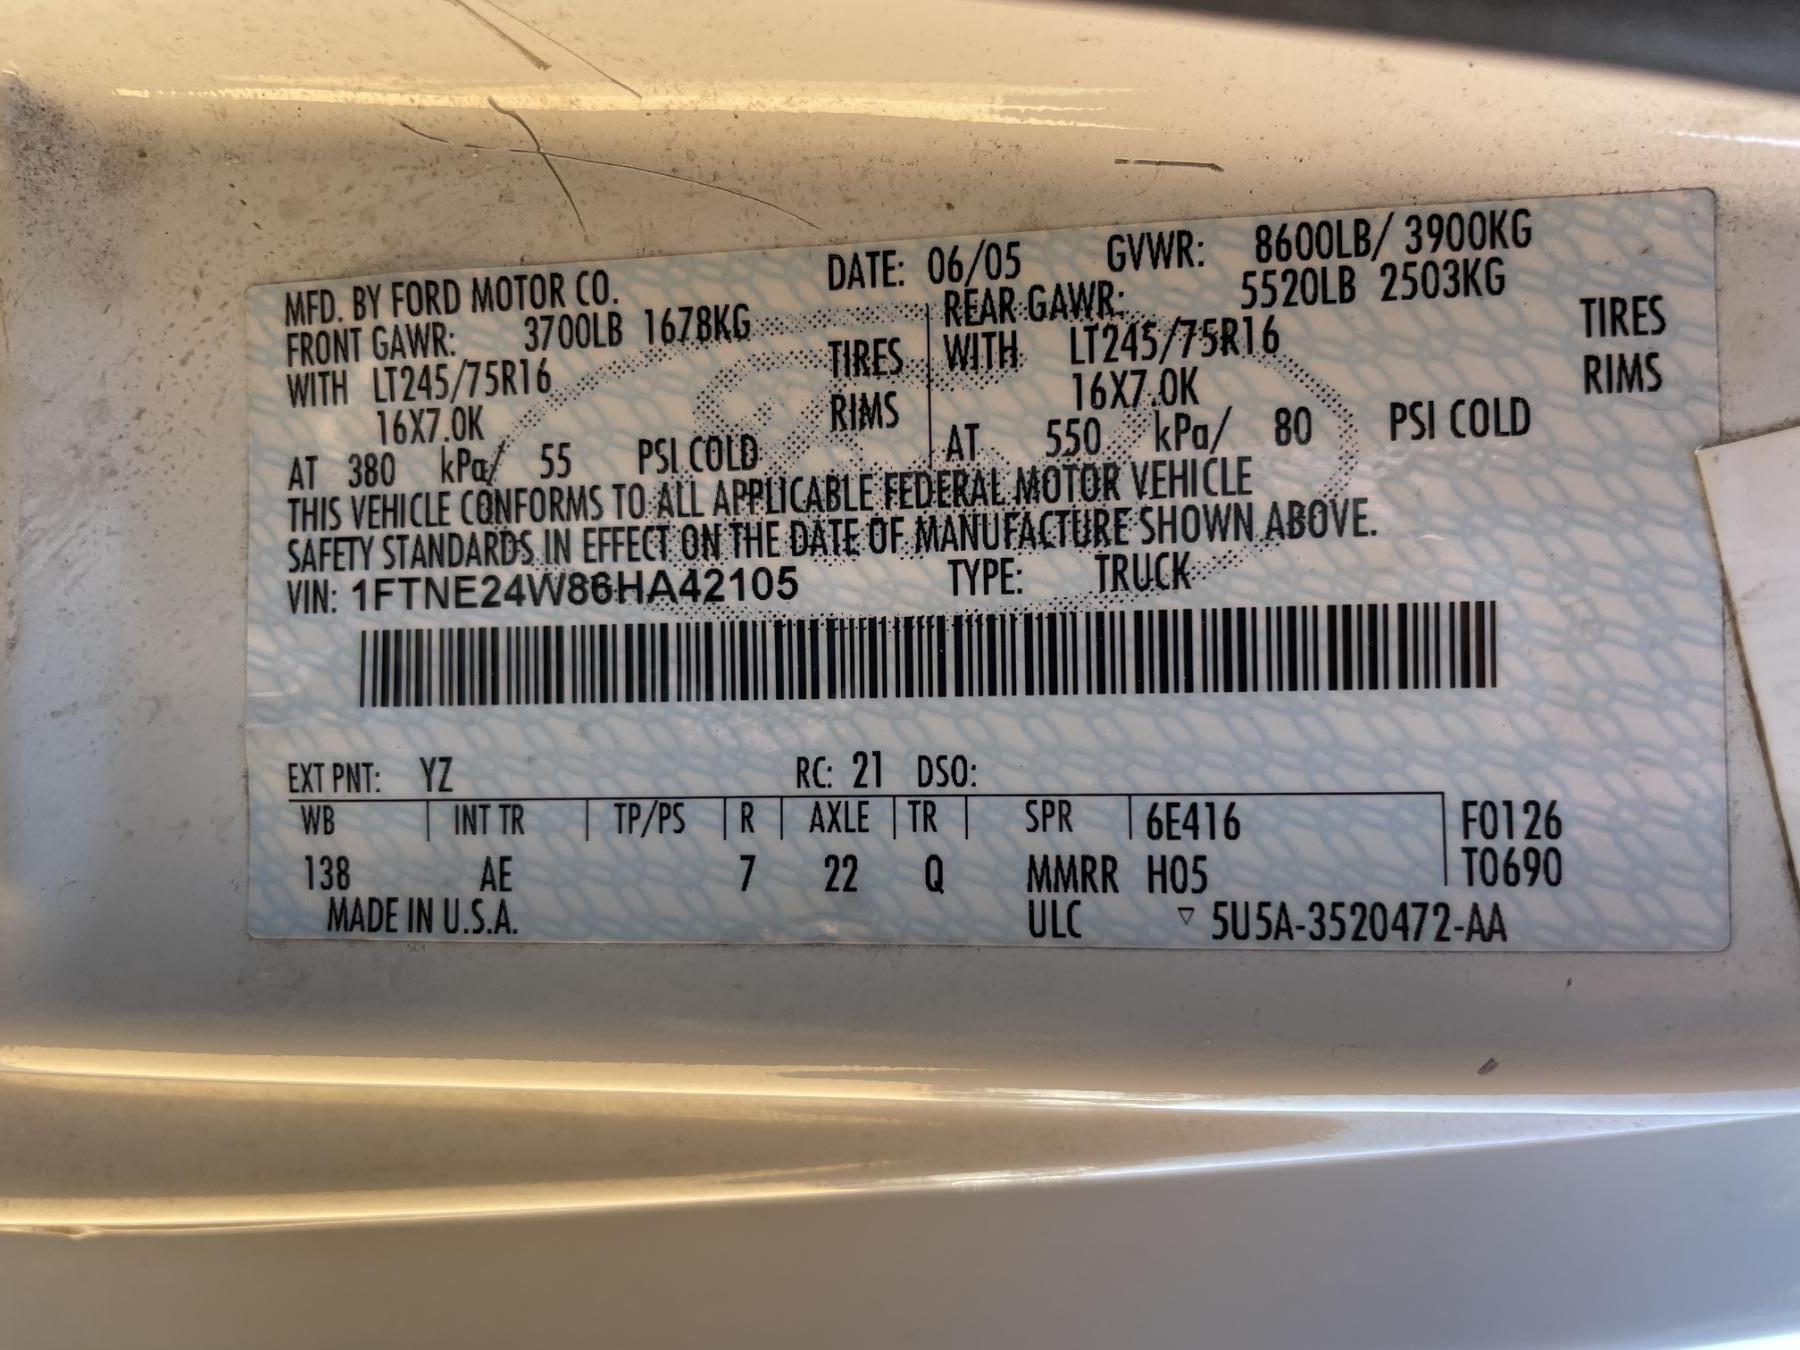 MFD. BY FORD MOTOR CO. DATE: 06/05 GVWR: 8600LB/ 3900KG
FRONT GAWR: 3700LB 1678KG REAR GAWR: 5520LB 2503KG
WITH LT245/75R16 TIRES WITH LT245/75R16 TIRES
16X7.0K RIMS 16X7.0K RIMS
AT 380 kPa/ 55 PSI COLD AT 550 kPa/ 80 PSI COLD
THIS VEHICLE CONFORMS TO ALL APPLICABLE FEDERAL MOTOR VEHICLE
SAFETY STANDARDS IN EFFECT ON THE DATE OF MANUFACTURE SHOWN ABOVE.
VIN: 1FTNE24W86HA42105 TYPE: TRUCK
EXT PNT: YZ RC: 21 DSO:
WB INT TR TP/PS R AXLE TR SPR 6E416 F0126
138 AE 7 22 Q MMRR H05 T0690
MADE IN U.S.A. ULC ▽ 5U5A-3520472-AA